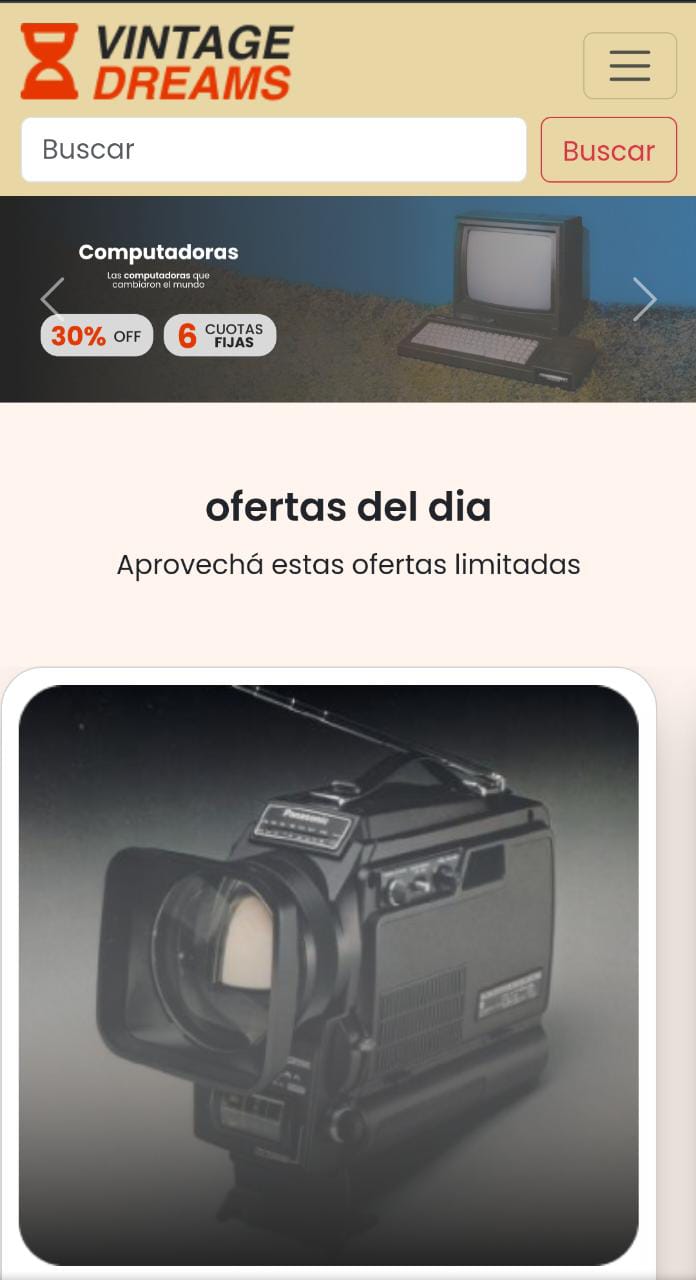 VINTAGE
DREAMS
Buscar
Buscar
Computadoras
Las computadoras que
cambiaron el mundo
30% OFF
6 CUOTAS
FIJAS
ofertas del dia
Aprovechá estas ofertas limitadas
Panasonic